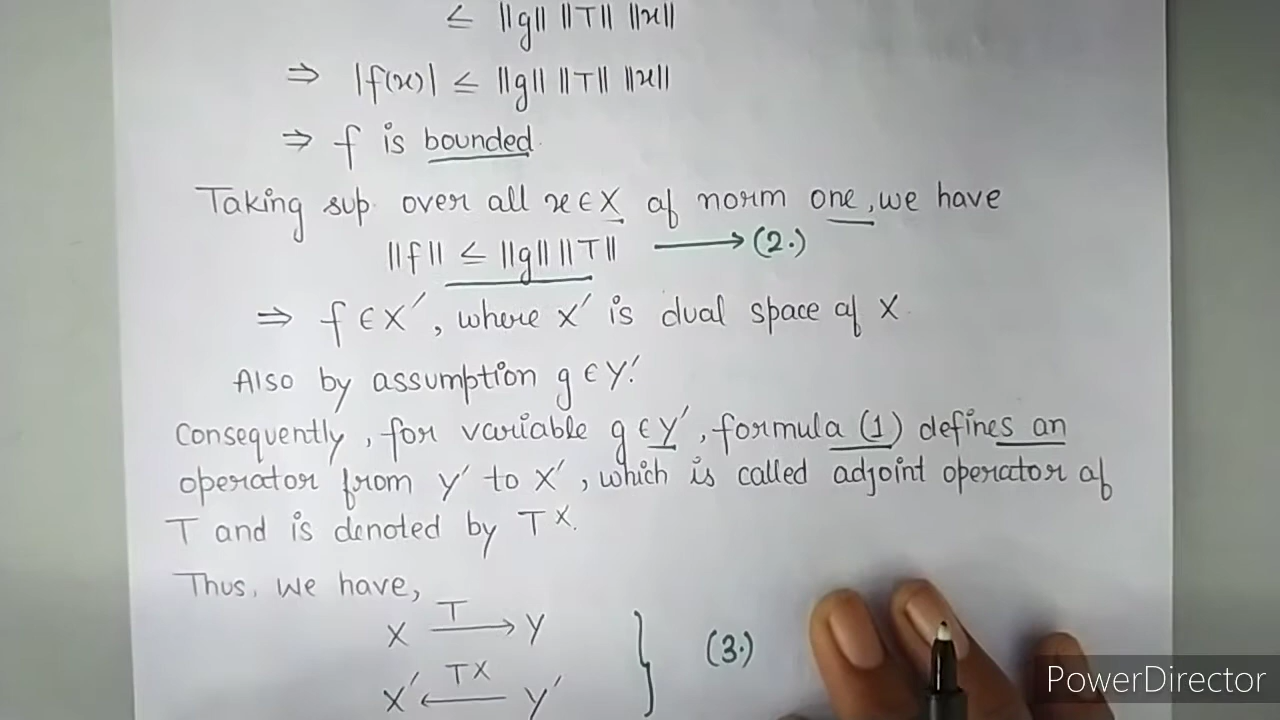 ≤ ||g|| ||T|| ||x||
⇒ |f(x)| ≤ ||g|| ||T|| ||x||
⇒ f is bounded.
Taking sup. over all x ∈ X of norm one, we have
||f|| ≤ ||g|| ||T|| ⟶ (2.)
⇒ f ∈ X′, where X′ is dual space of X.
Also by assumption g ∈ Y′.
Consequently, for variable g ∈ Y′, formula (1) defines an
operator from Y′ to X′, which is called adjoint operator of
T and is denoted by T^×.
Thus, we have,
X —T→ Y
X′ ←T^×— Y′ } (3.)
PowerDirector